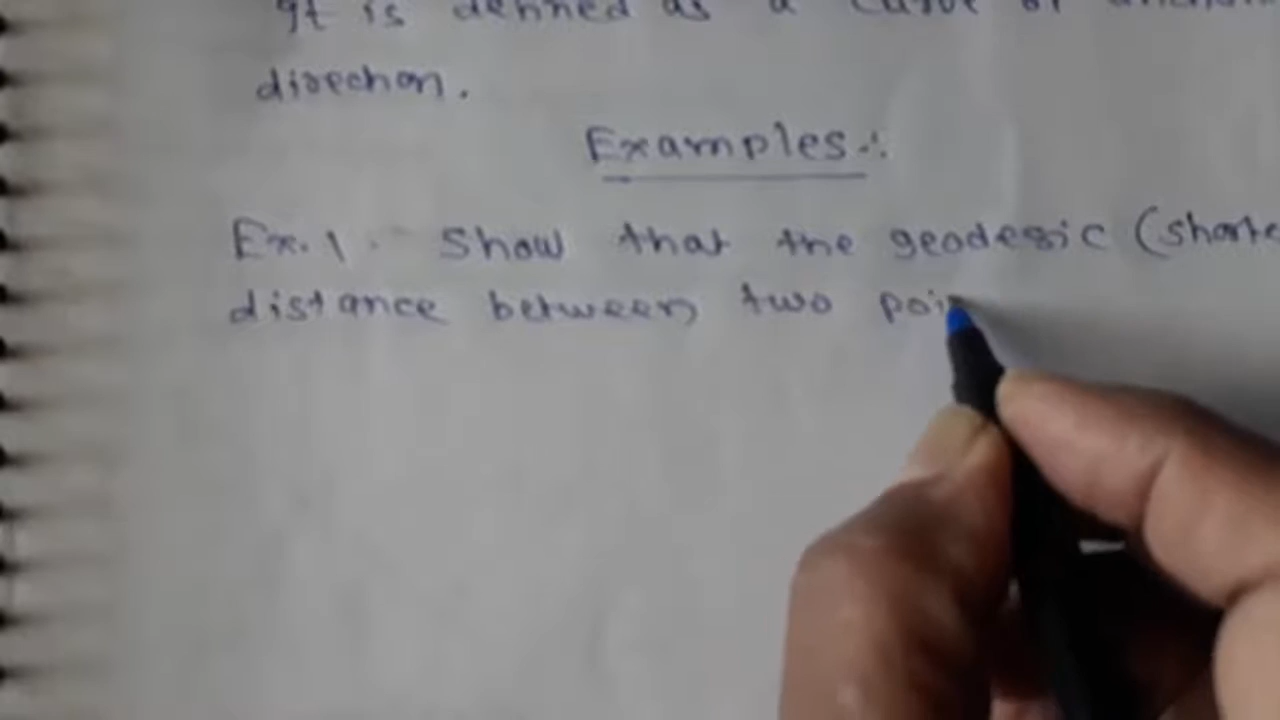 It is defined as a curve of
direction.
Examples :
Ex. 1. Show that the geodesic (shorte
distance between two poi